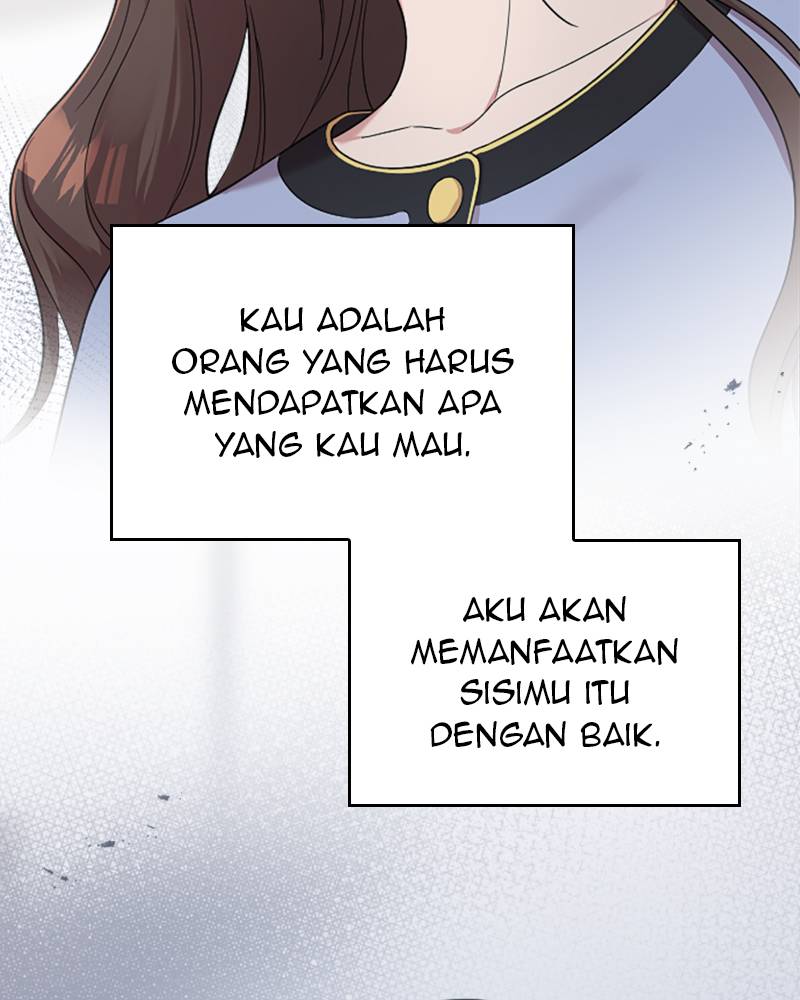 KAU ADALAH
ORANG YANG HARUS
MENDAPATKAN APA
YANG KAU MAU.
AKU AKAN
MEMANFAATKAN
SISIMU ITU
DENGAN BAIK.